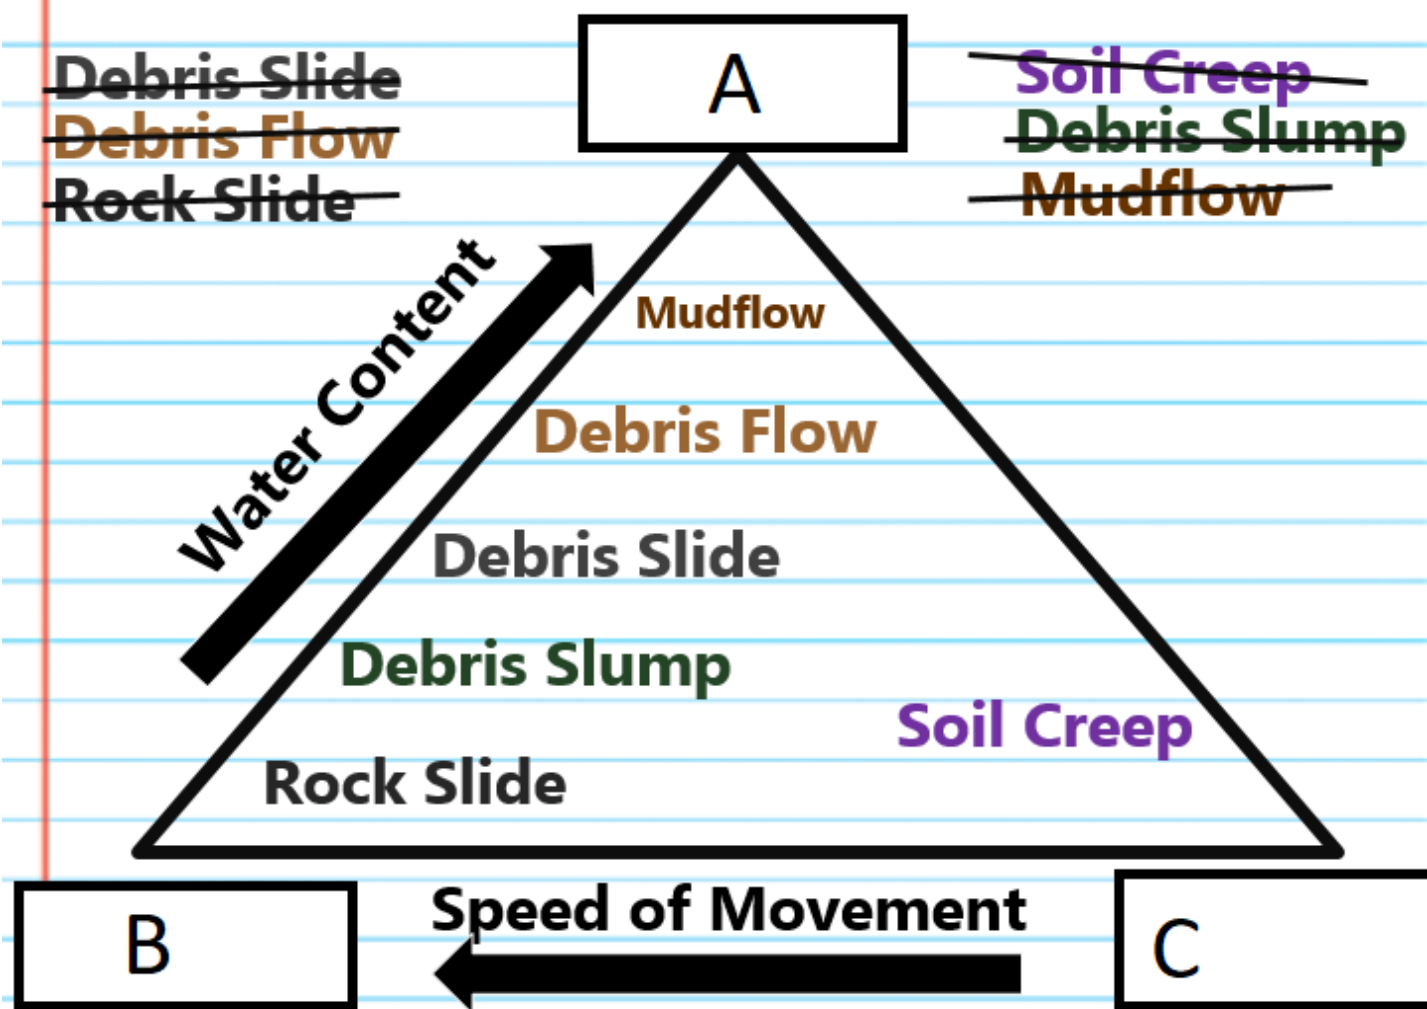 Debris Slide
Debris Flow
Rock Slide
A
Soil Creep
Debris Slump
Mudflow
Water Content
Mudflow
Debris Flow
Debris Slide
Debris Slump
Soil Creep
Rock Slide
B
Speed of Movement
C